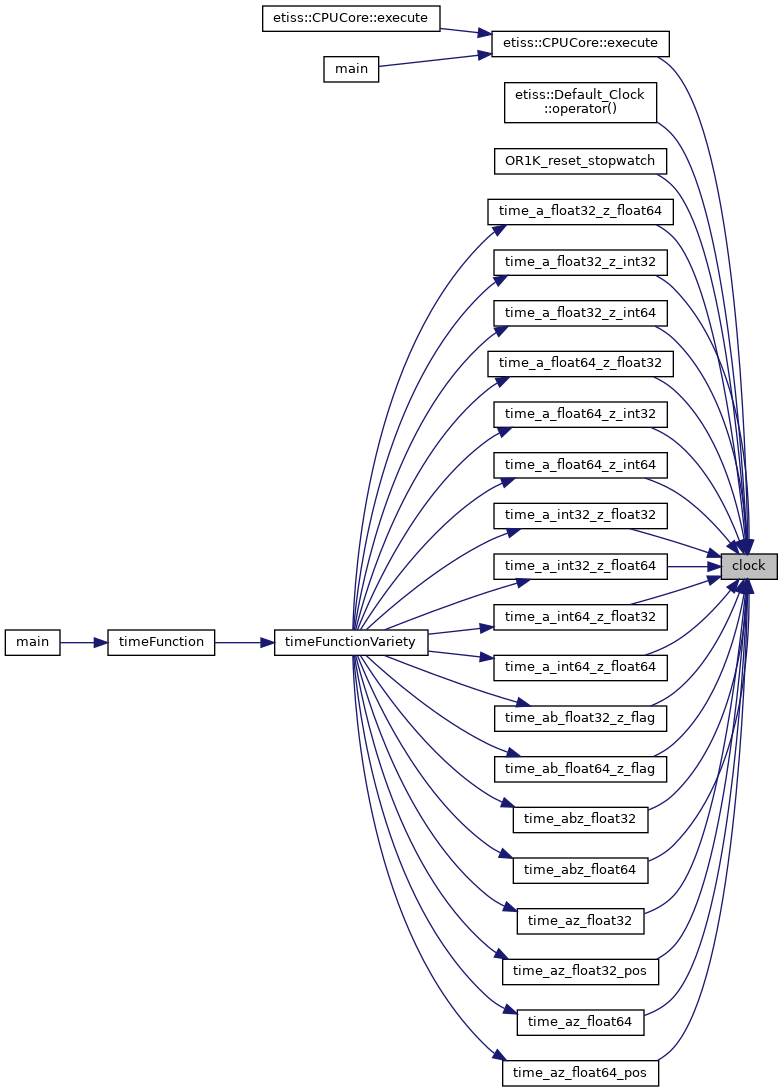 etiss::CPUCore::execute
etiss::CPUCore::execute
main
etiss::Default_Clock
::operator()
OR1K_reset_stopwatch
time_a_float32_z_float64
time_a_float32_z_int32
time_a_float32_z_int64
time_a_float64_z_float32
time_a_float64_z_int32
time_a_float64_z_int64
time_a_int32_z_float32
time_a_int32_z_float64
clock
time_a_int64_z_float32
main
timeFunction
timeFunctionVariety
time_a_int64_z_float64
time_ab_float32_z_flag
time_ab_float64_z_flag
time_abz_float32
time_abz_float64
time_az_float32
time_az_float32_pos
time_az_float64
time_az_float64_pos